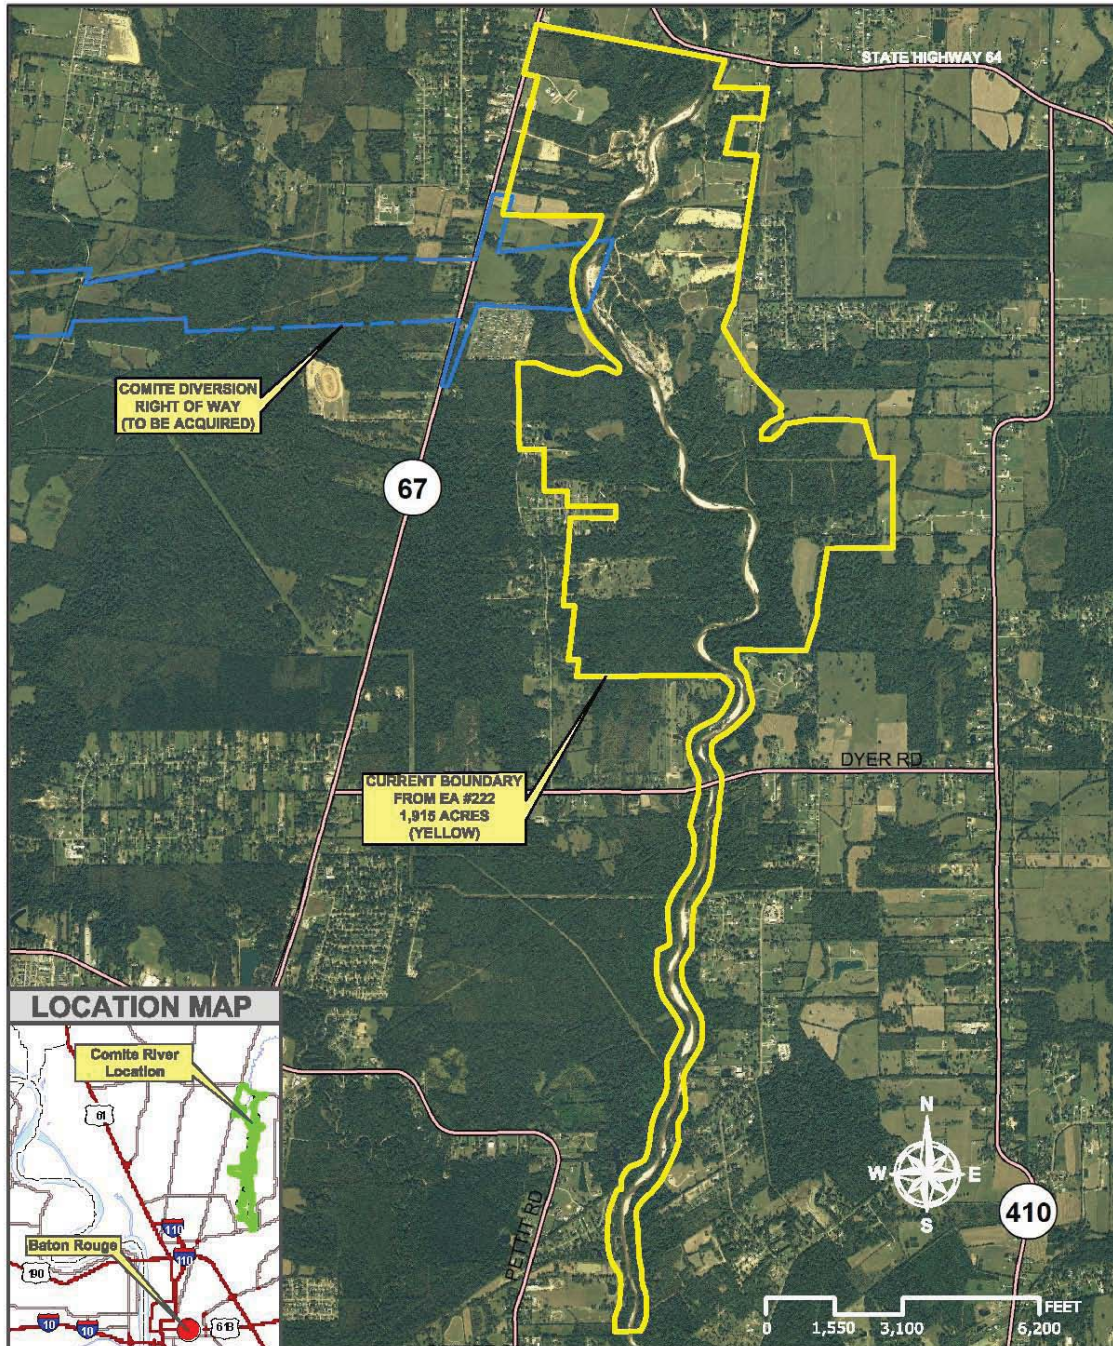 STATE HIGHWAY 64
COMITE DIVERSION
RIGHT OF WAY
(TO BE ACQUIRED)
67
CURRENT BOUNDARY
FROM EA #222
1,915 ACRES
(YELLOW)
DYER RD
LOCATION MAP
Comite River
Location
61
110
110
Baton Rouge
190
10
10
61B
PETTIT RD
N
W
E
S
410
FEET
0
1,550
3,100
6,200